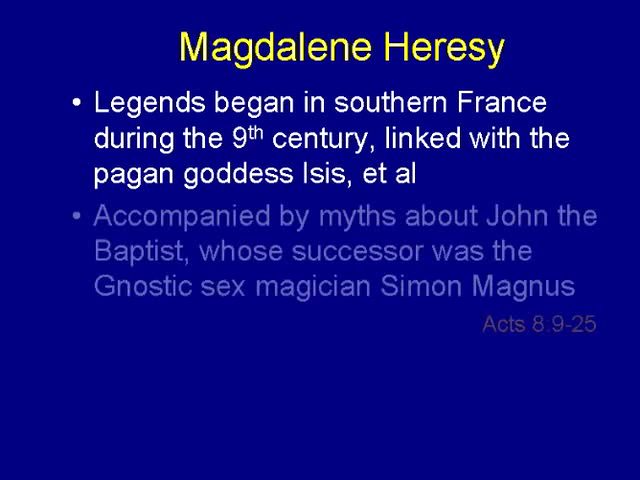 Magdalene Heresy
• Legends began in southern France
during the 9th century, linked with the
pagan goddess Isis, et al
• Accompanied by myths about John the
Baptist, whose successor was the
Gnostic sex magician Simon Magnus
Acts 8:9-25